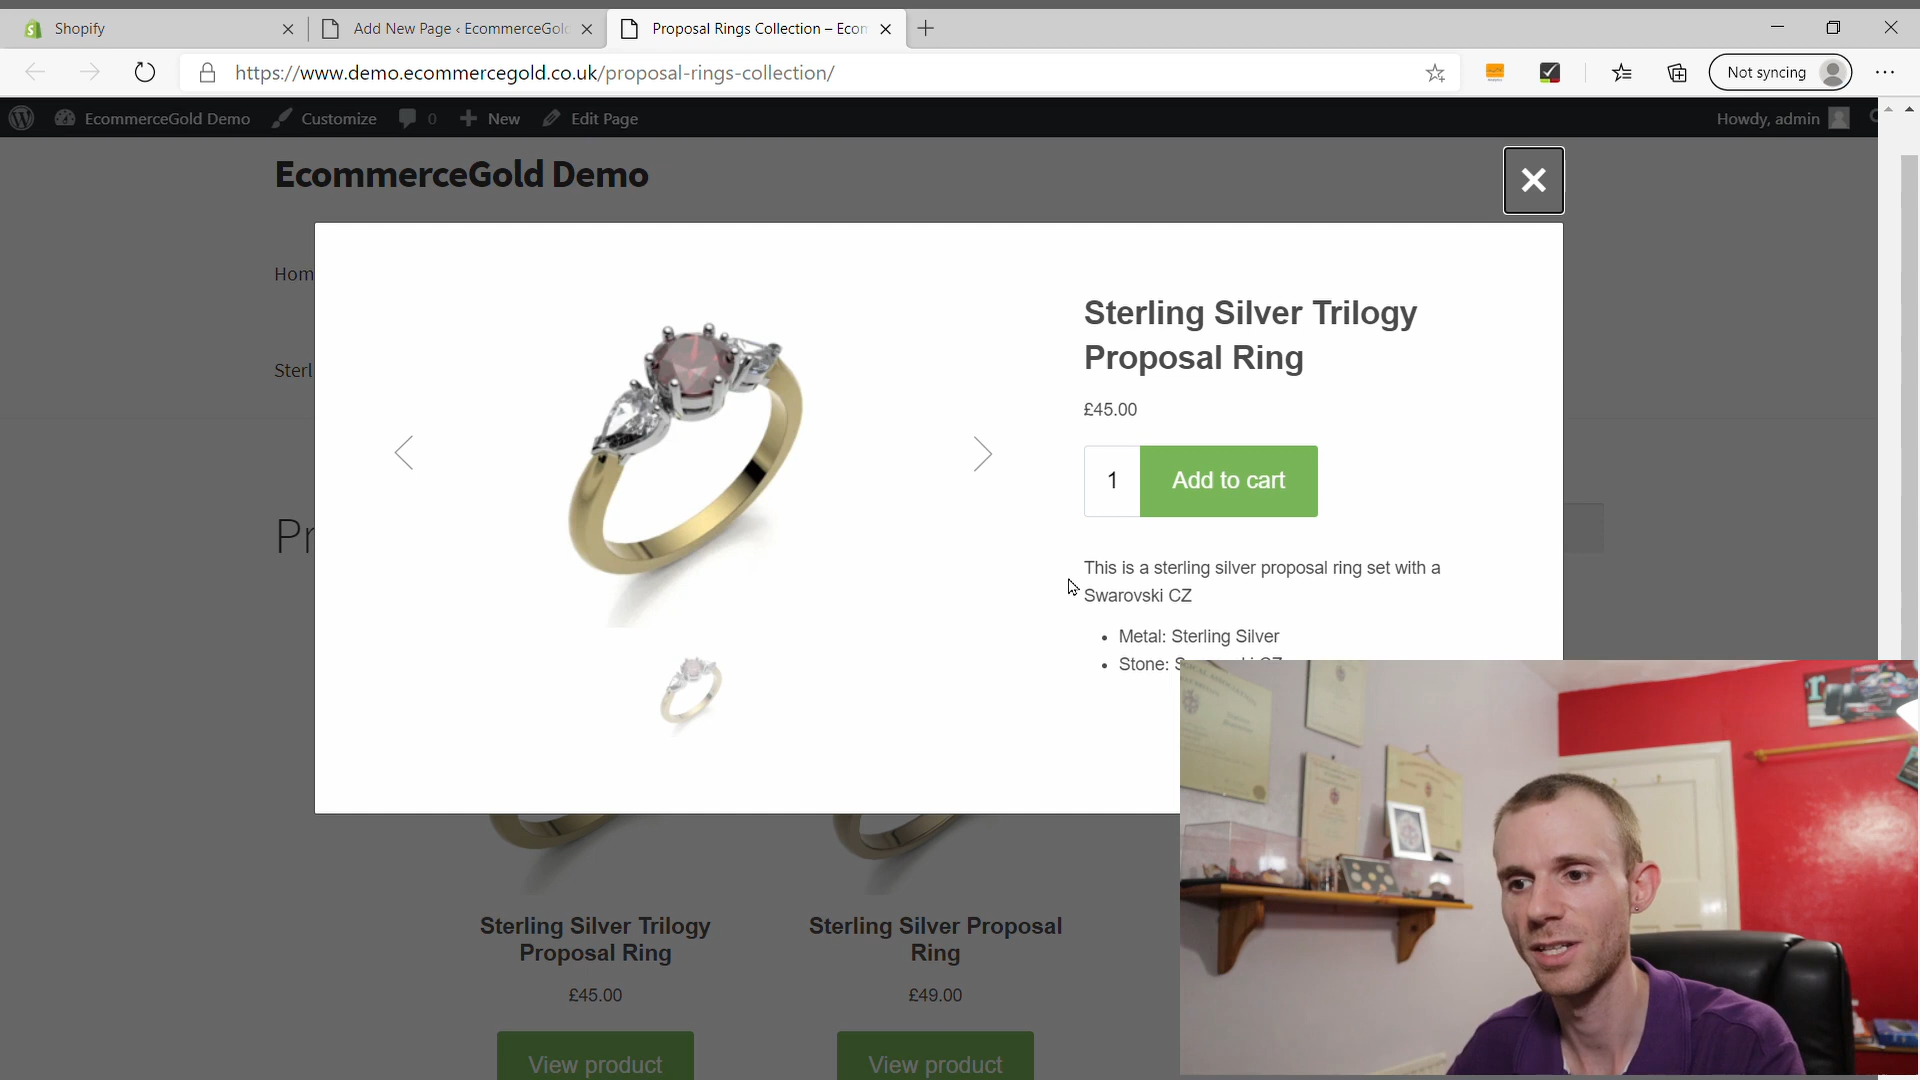 Shopify
Add New Page ‹ EcommerceGold
Proposal Rings Collection – Ecom
https://www.demo.ecommercegold.co.uk/proposal-rings-collection/
Not syncing
EcommerceGold Demo
Customize
0
New
Edit Page
Howdy, admin
EcommerceGold Demo
Hom
Sterl
Pr
Sterling Silver Trilogy
Proposal Ring
£45.00
1
Add to cart
This is a sterling silver proposal ring set with a
Swarovski CZ
Metal: Sterling Silver
Stone:
Sterling Silver Trilogy
Proposal Ring
£45.00
View product
Sterling Silver Proposal
Ring
£49.00
View product